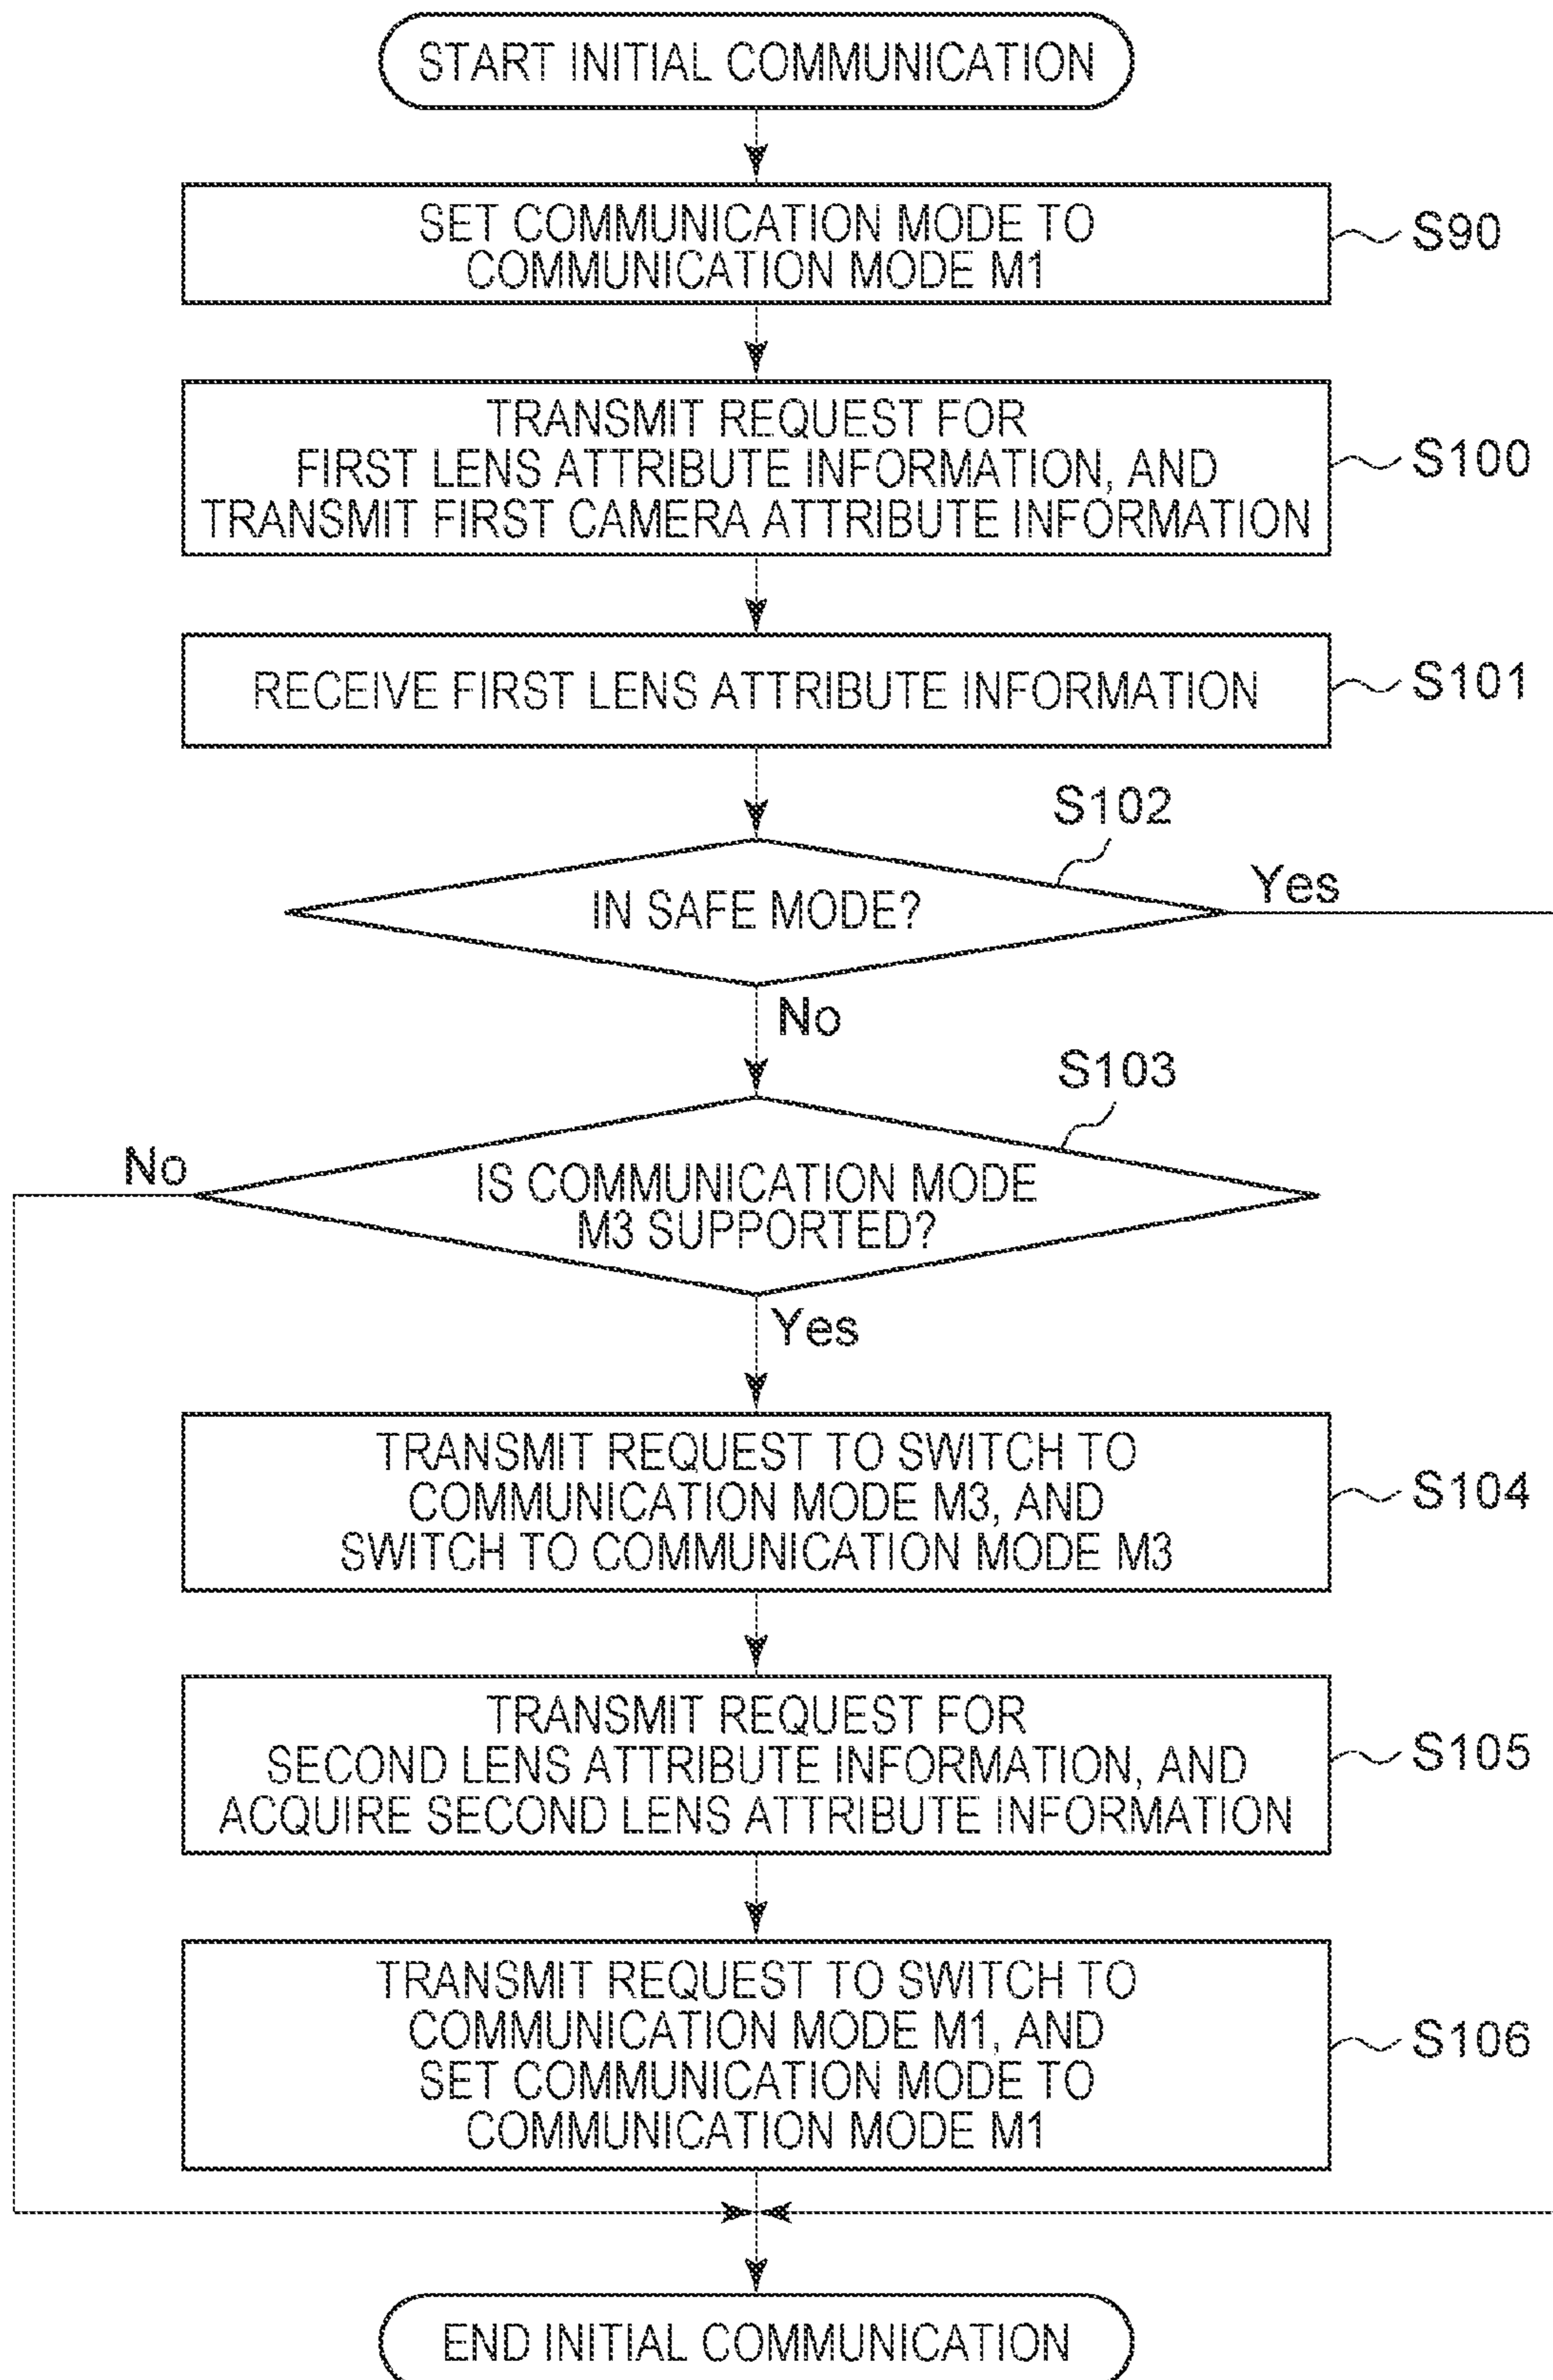 START INITIAL COMMUNICATION
SET COMMUNICATION MODE TO
COMMUNICATION MODE M1
S90
TRANSMIT REQUEST FOR
FIRST LENS ATTRIBUTE INFORMATION, AND
TRANSMIT FIRST CAMERA ATTRIBUTE INFORMATION
S100
RECEIVE FIRST LENS ATTRIBUTE INFORMATION
S101
S102
IN SAFE MODE?
Yes
No
S103
No
IS COMMUNICATION MODE
M3 SUPPORTED?
Yes
TRANSMIT REQUEST TO SWITCH TO
COMMUNICATION MODE M3, AND
SWITCH TO COMMUNICATION MODE M3
S104
TRANSMIT REQUEST FOR
SECOND LENS ATTRIBUTE INFORMATION, AND
ACQUIRE SECOND LENS ATTRIBUTE INFORMATION
S105
TRANSMIT REQUEST TO SWITCH TO
COMMUNICATION MODE M1, AND
SET COMMUNICATION MODE TO
COMMUNICATION MODE M1
S106
END INITIAL COMMUNICATION